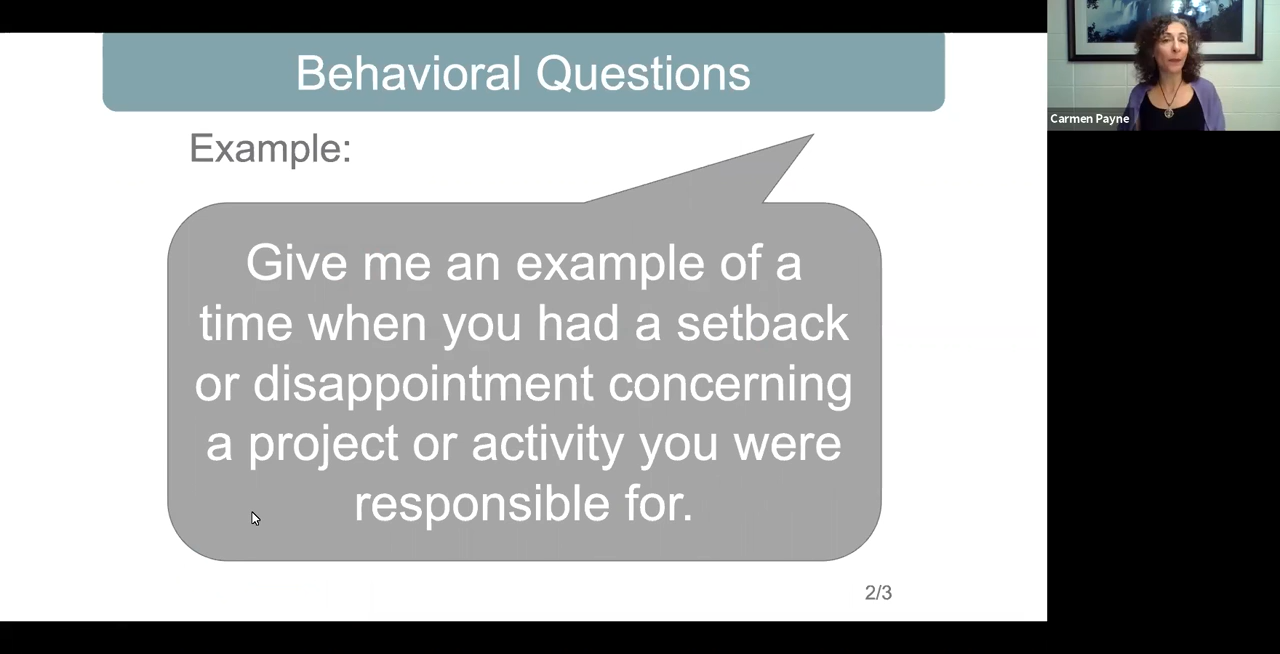 Behavioral Questions
Carmen Payne
Example:
Give me an example of a
time when you had a setback
or disappointment concerning
a project or activity you were
responsible for.
2/3